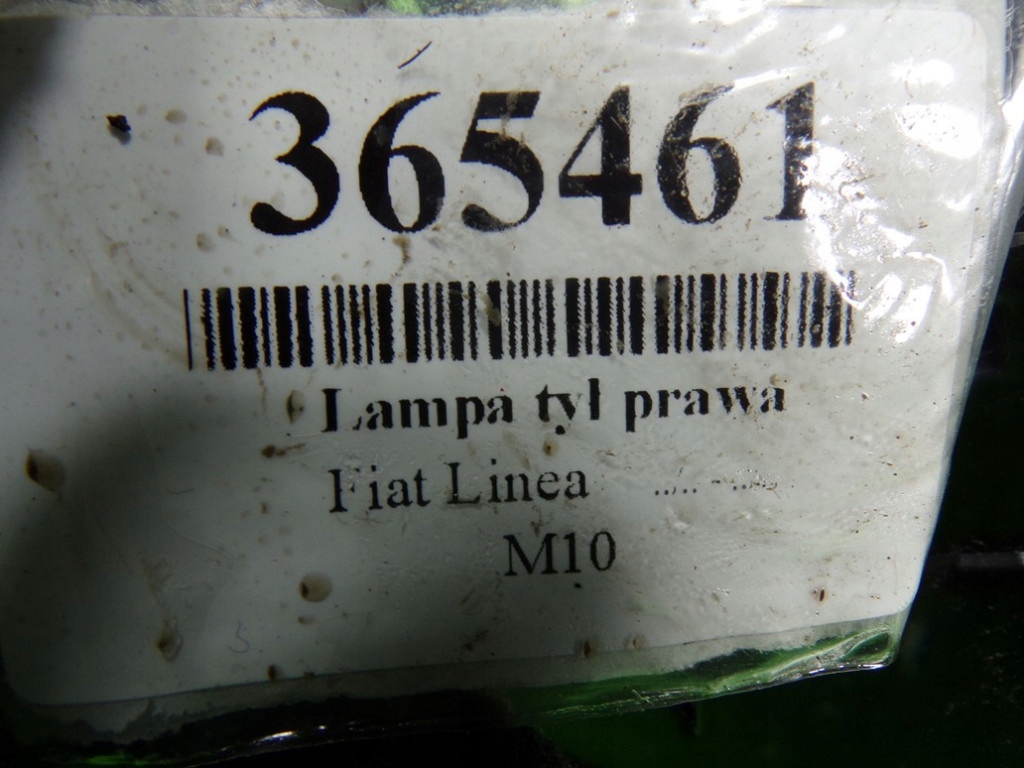 365461
Lampa tył prawa
Fiat Linea
M10